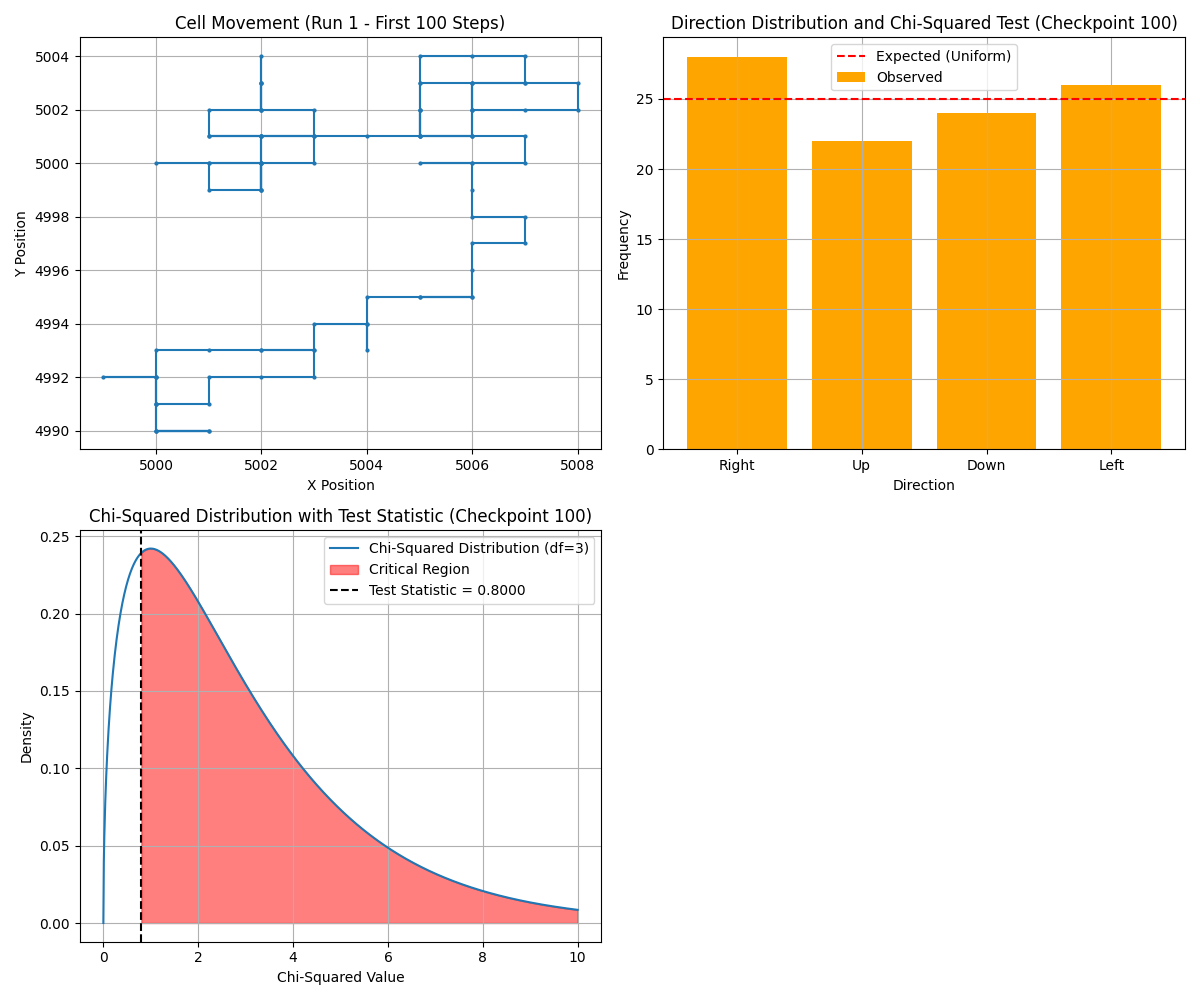 Cell Movement (Run 1 - First 100 Steps)
Y Position
5004
5002
5000
4998
4996
4994
4992
4990
5000 5002 5004 5006 5008
X Position
Direction Distribution and Chi-Squared Test (Checkpoint 100)
Expected (Uniform)
Observed
Frequency
25
20
15
10
5
0
Right Up Down Left
Direction
Chi-Squared Distribution with Test Statistic (Checkpoint 100)
Chi-Squared Distribution (df=3)
Critical Region
Test Statistic = 0.8000
Density
0.25
0.20
0.15
0.10
0.05
0.00
0 2 4 6 8 10
Chi-Squared Value